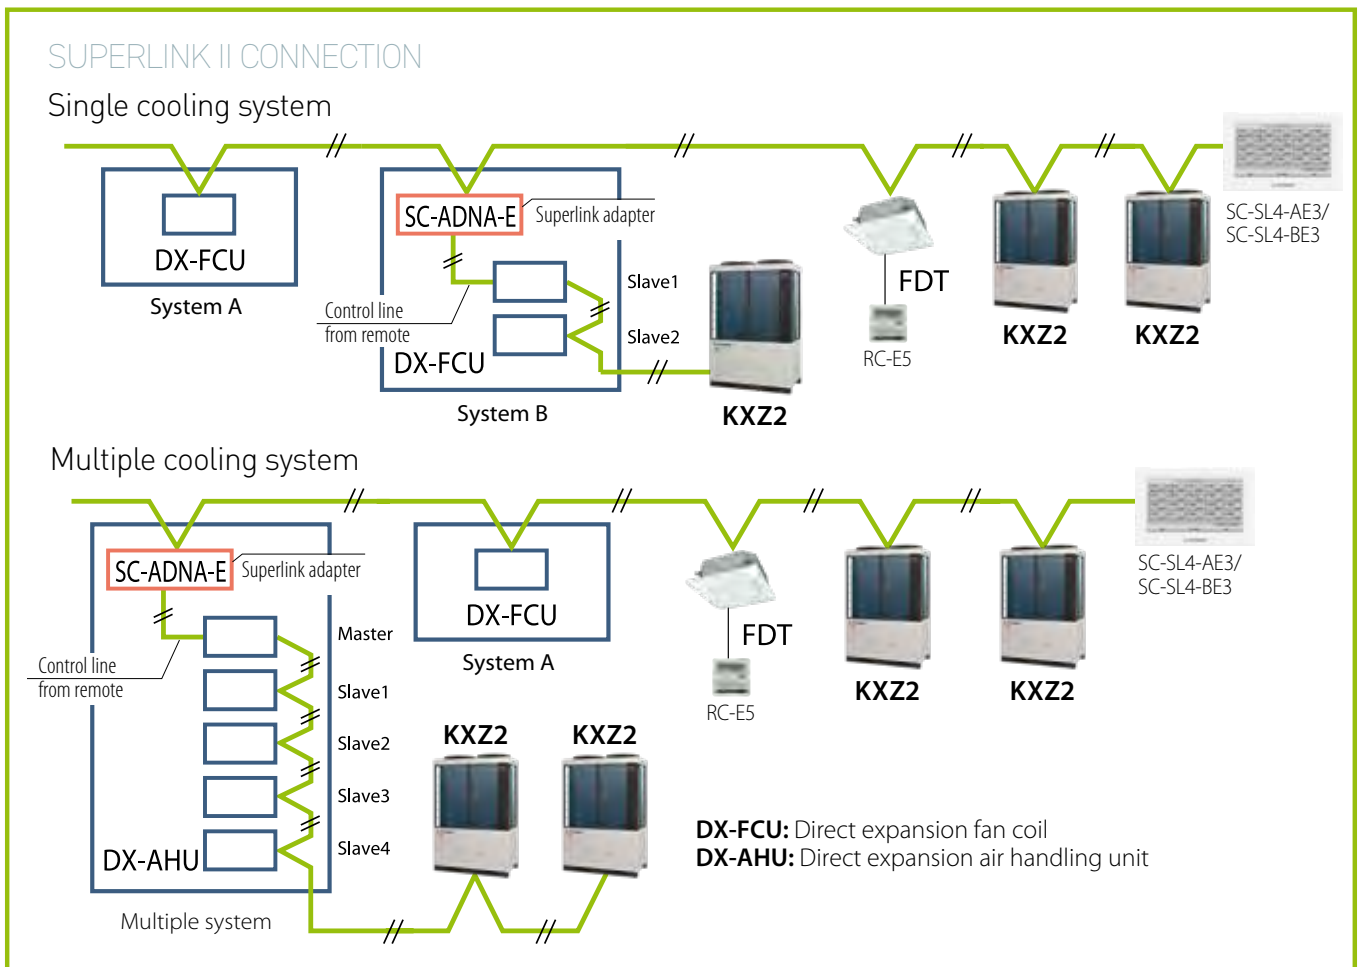 SUPERLINK II CONNECTION
Single cooling system
DX-FCU
System A
SC-ADNA-E
Superlink adapter
Control line
from remote
Slave1
Slave2
DX-FCU
System B
KXZ2
FDT
RC-E5
KXZ2
KXZ2
SC-SL4-AE3/
SC-SL4-BE3
Multiple cooling system
SC-ADNA-E
Superlink adapter
Control line
from remote
Master
Slave1
Slave2
Slave3
Slave4
DX-AHU
Multiple system
DX-FCU
System A
KXZ2
KXZ2
FDT
RC-E5
KXZ2
KXZ2
SC-SL4-AE3/
SC-SL4-BE3
DX-FCU: Direct expansion fan coil
DX-AHU: Direct expansion air handling unit